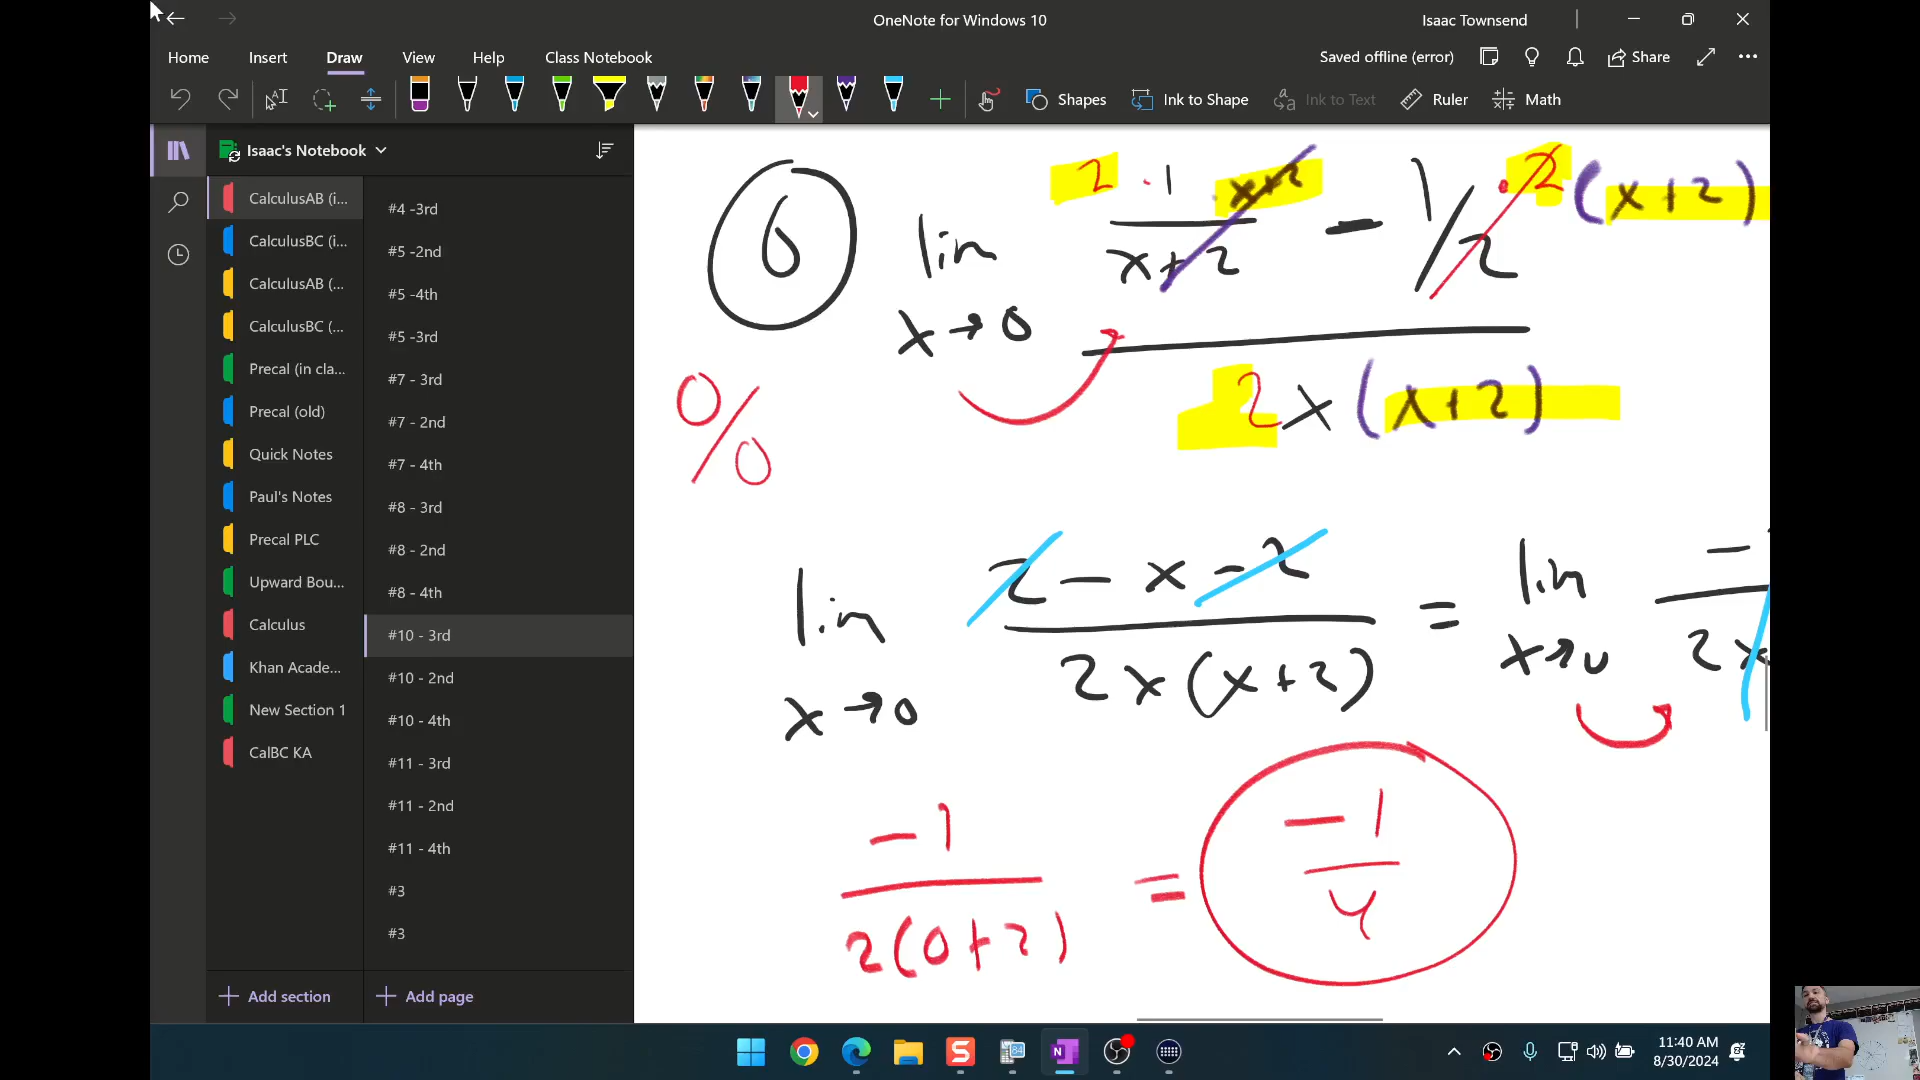 OneNote for Windows 10
Isaac Townsend
Home Insert Draw View Help Class Notebook
Saved offline (error) Share
Shapes Ink to Shape Ink to Text Ruler Math
Isaac's Notebook
CalculusAB (i...
CalculusBC (i...
CalculusAB (...
CalculusBC (...
Precal (in cla...
Precal (old)
Quick Notes
Paul's Notes
Precal PLC
Upward Bou...
Calculus
Khan Acade...
New Section 1
CalBC KA
Add section
#4 -3rd
#5 -2nd
#5 -4th
#5 -3rd
#7 - 3rd
#7 - 2nd
#7 - 4th
#8 - 3rd
#8 - 2nd
#8 - 4th
#10 - 3rd
#10 - 2nd
#10 - 4th
#11 - 3rd
#11 - 2nd
#11 - 4th
#3
#3
Add page
6
2 · 1 · x+2 · 2 (x+2)
lim x+2 − 1/2
x→0
2x(x+2)
0/0
lim 2 − x − 2 = lim −
x→0 2x(x+2) x→0 2x
−1 = −1
2(0+2) 4
11:40 AM
8/30/2024